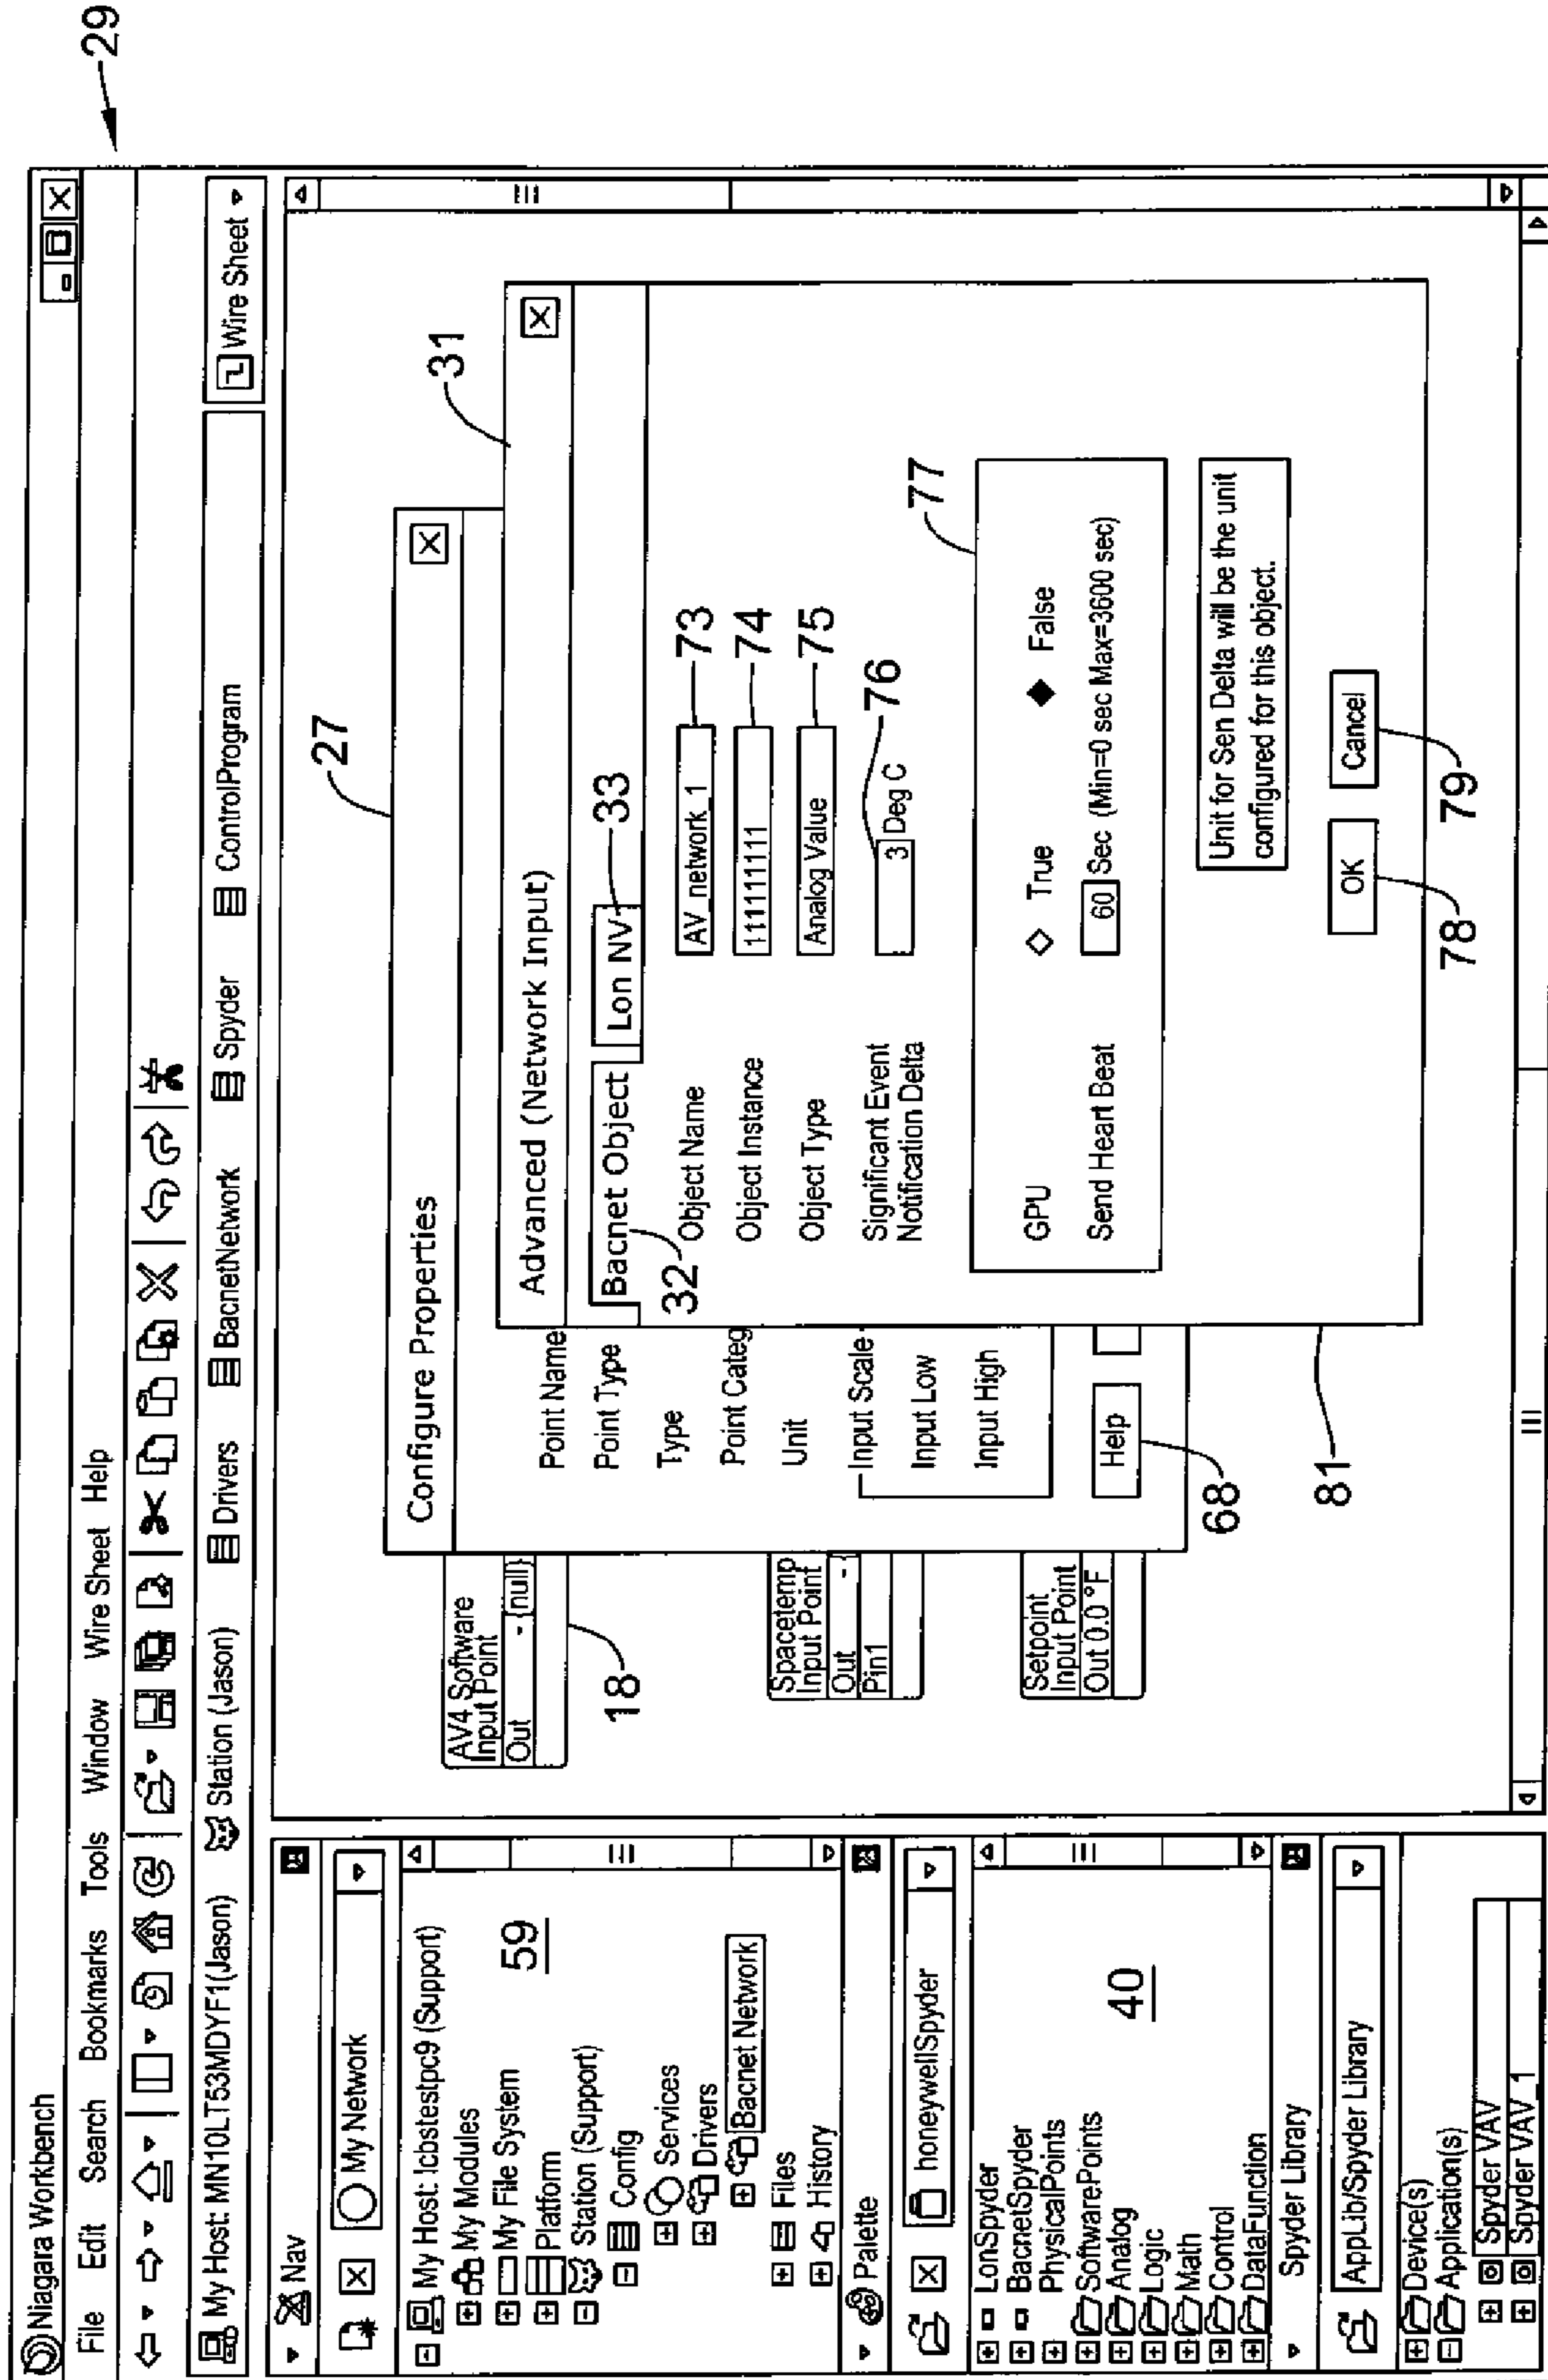 29
Niagara Workbench
File Edit Search Bookmarks Tools Window Wire Sheet Help
My Host: MN10LT53MDYF1(Jason) Station (Jason) Drivers BacnetNetwork Spyder ControlProgram Wire Sheet
Nav
My Network
My Host: lcbstestpc9 (Support)
My Modules
My File System
Platform
Station (Support)
Config
Services
Drivers
Bacnet Network
Files
History
59
Palette
honeywellSpyder
LonSpyder
BacnetSpyder
PhysicalPoints
SoftwarePoints
Analog
Logic
Math
Control
DataFunction
40
Spyder Library
AppLib/Spyder Library
Device(s)
Application(s)
Spyder VAV
Spyder VAV_1
AV4 Software
Input Point
Out - {null}
18
Spacetemp
Input Point
Out - {
Pin1
Setpoint
Input Point
Out 0.0 °F
27
Configure Properties
Point Name
Point Type
Type
Point Categ
Unit
Input Scale
Input Low
Input High
Help
68
81
31
Advanced (Network Input)
Bacnet Object Lon NV
32
33
Object Name AV_network_1
73
Object Instance 111111111
74
Object Type Analog Value
75
Significant Event
Notification Delta 3 Deg C
76
77
GPU True False
Send Heart Beat 60 Sec (Min=0 sec Max=3600 sec)
Unit for Sen Delta will be the unit
configured for this object.
OK Cancel
78
79